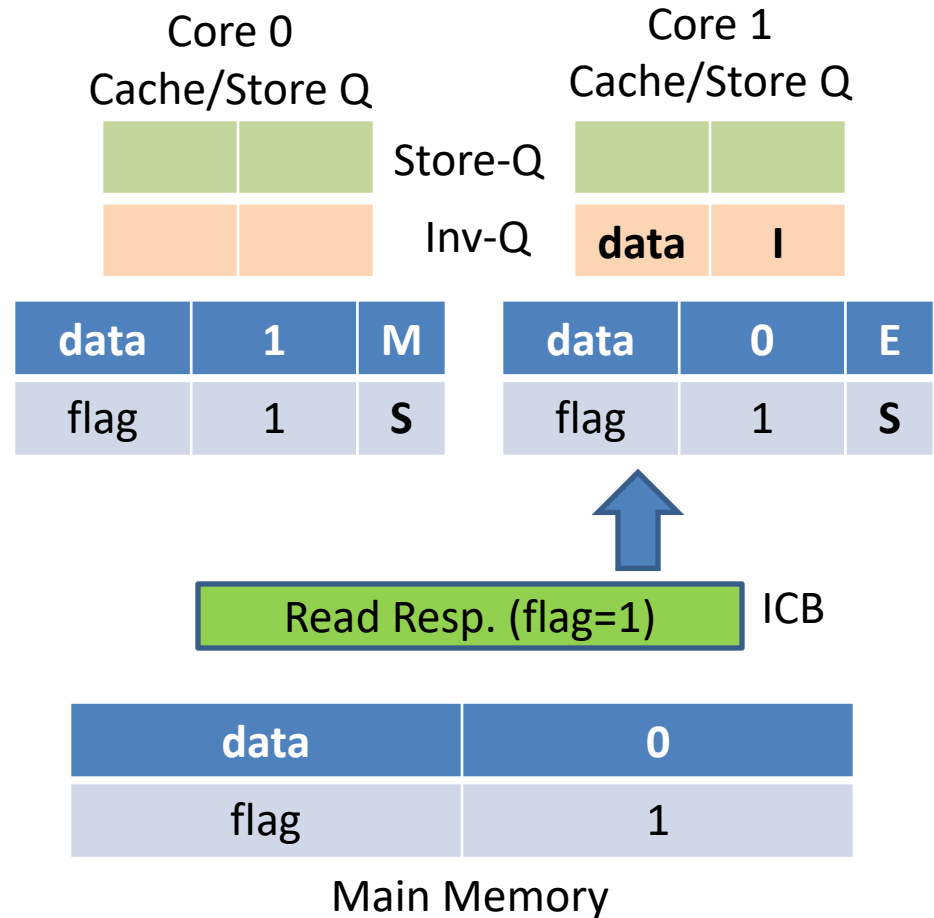 Core 0
Cache/Store Q
Core 1
Cache/Store Q
Store-Q
Inv-Q
data I
data 1 M
flag 1 S
data 0 E
flag 1 S
Read Resp. (flag=1)
ICB
data 0
flag 1
Main Memory